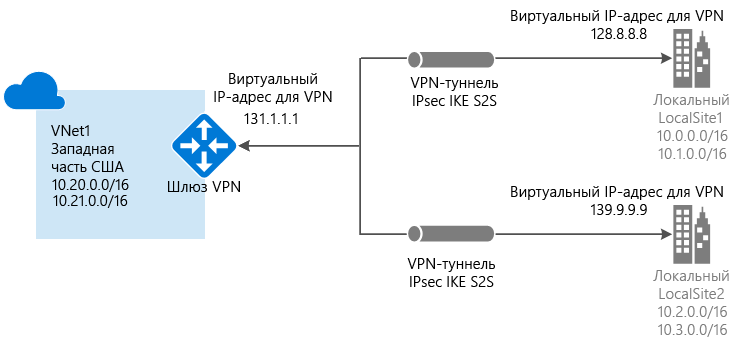 VNet1
Западная
часть США
10.20.0.0/16
10.21.0.0/16
Шлюз VPN
Виртуальный
IP-адрес для VPN
131.1.1.1
VPN-туннель
IPsec IKE S2S
Виртуальный IP-адрес для VPN
128.8.8.8
Локальный
LocalSite1
10.0.0.0/16
10.1.0.0/16
VPN-туннель
IPsec IKE S2S
Виртуальный IP-адрес для VPN
139.9.9.9
Локальный
LocalSite2
10.2.0.0/16
10.3.0.0/16